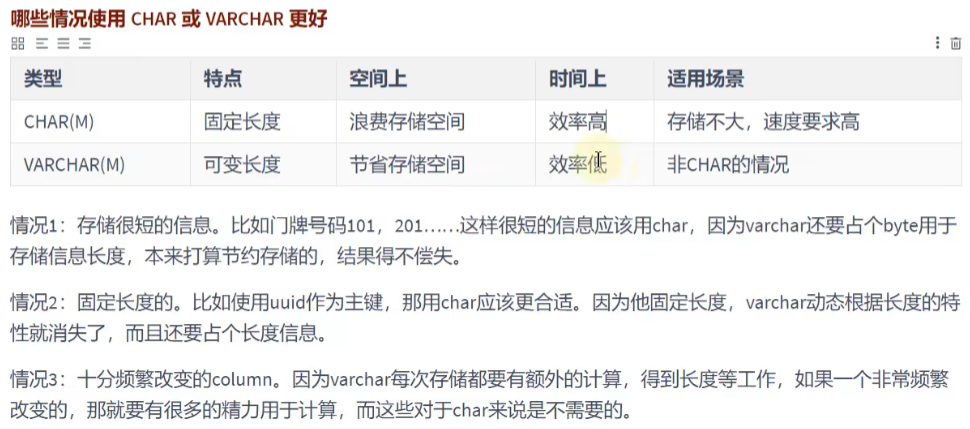 哪些情况使用 CHAR 或 VARCHAR 更好
类型 特点 空间上 时间上 适用场景
CHAR(M) 固定长度 浪费存储空间 效率高 存储不大，速度要求高
VARCHAR(M) 可变长度 节省存储空间 效率低 非CHAR的情况
情况1：存储很短的信息。比如门牌号码101，201……这样很短的信息应该用char，因为varchar还要占个byte用于
存储信息长度，本来打算节约存储的，结果得不偿失。
情况2：固定长度的。比如使用uuid作为主键，那用char应该更合适。因为他固定长度，varchar动态根据长度的特
性就消失了，而且还要占个长度信息。
情况3：十分频繁改变的column。因为varchar每次存储都要有额外的计算，得到长度等工作，如果一个非常频繁
改变的，那就要有很多的精力用于计算，而这些对于char来说是不需要的。